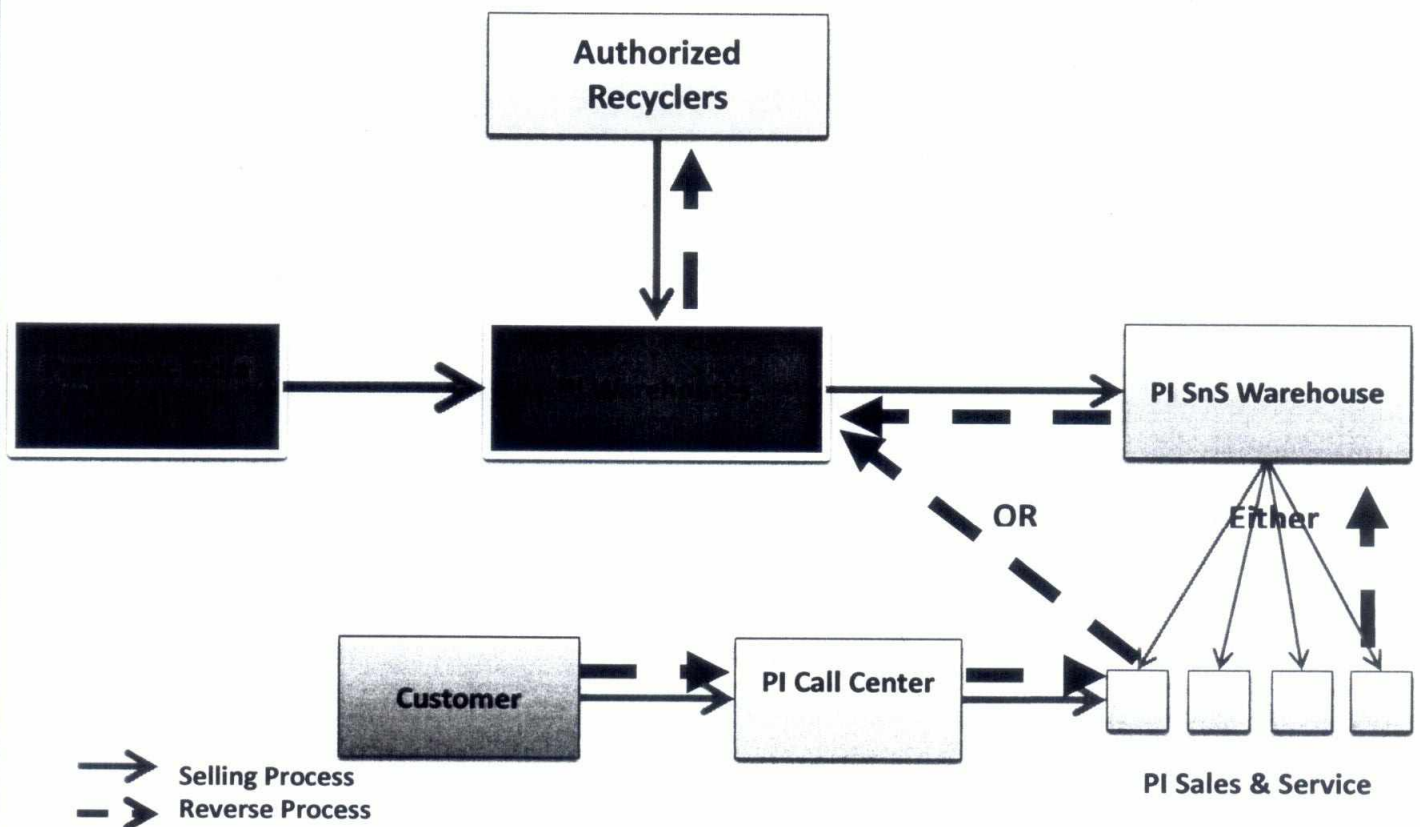 Authorized
Recyclers
PI SnS Warehouse
OR
Either
Customer
PI Call Center
Selling Process
Reverse Process
PI Sales & Service